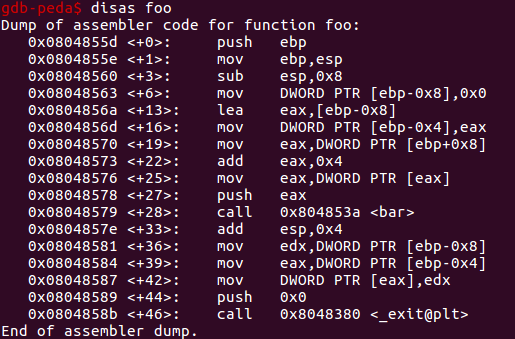 gdb-peda$ disas foo
Dump of assembler code for function foo:
   0x0804855d <+0>:     push   ebp
   0x0804855e <+1>:     mov    ebp,esp
   0x08048560 <+3>:     sub    esp,0x8
   0x08048563 <+6>:     mov    DWORD PTR [ebp-0x8],0x0
   0x0804856a <+13>:    lea    eax,[ebp-0x8]
   0x0804856d <+16>:    mov    DWORD PTR [ebp-0x4],eax
   0x08048570 <+19>:    mov    eax,DWORD PTR [ebp+0x8]
   0x08048573 <+22>:    add    eax,0x4
   0x08048576 <+25>:    mov    eax,DWORD PTR [eax]
   0x08048578 <+27>:    push   eax
   0x08048579 <+28>:    call   0x804853a <bar>
   0x0804857e <+33>:    add    esp,0x4
   0x08048581 <+36>:    mov    edx,DWORD PTR [ebp-0x8]
   0x08048584 <+39>:    mov    eax,DWORD PTR [ebp-0x4]
   0x08048587 <+42>:    mov    DWORD PTR [eax],edx
   0x08048589 <+44>:    push   0x0
   0x0804858b <+46>:    call   0x8048380 <_exit@plt>
End of assembler dump.